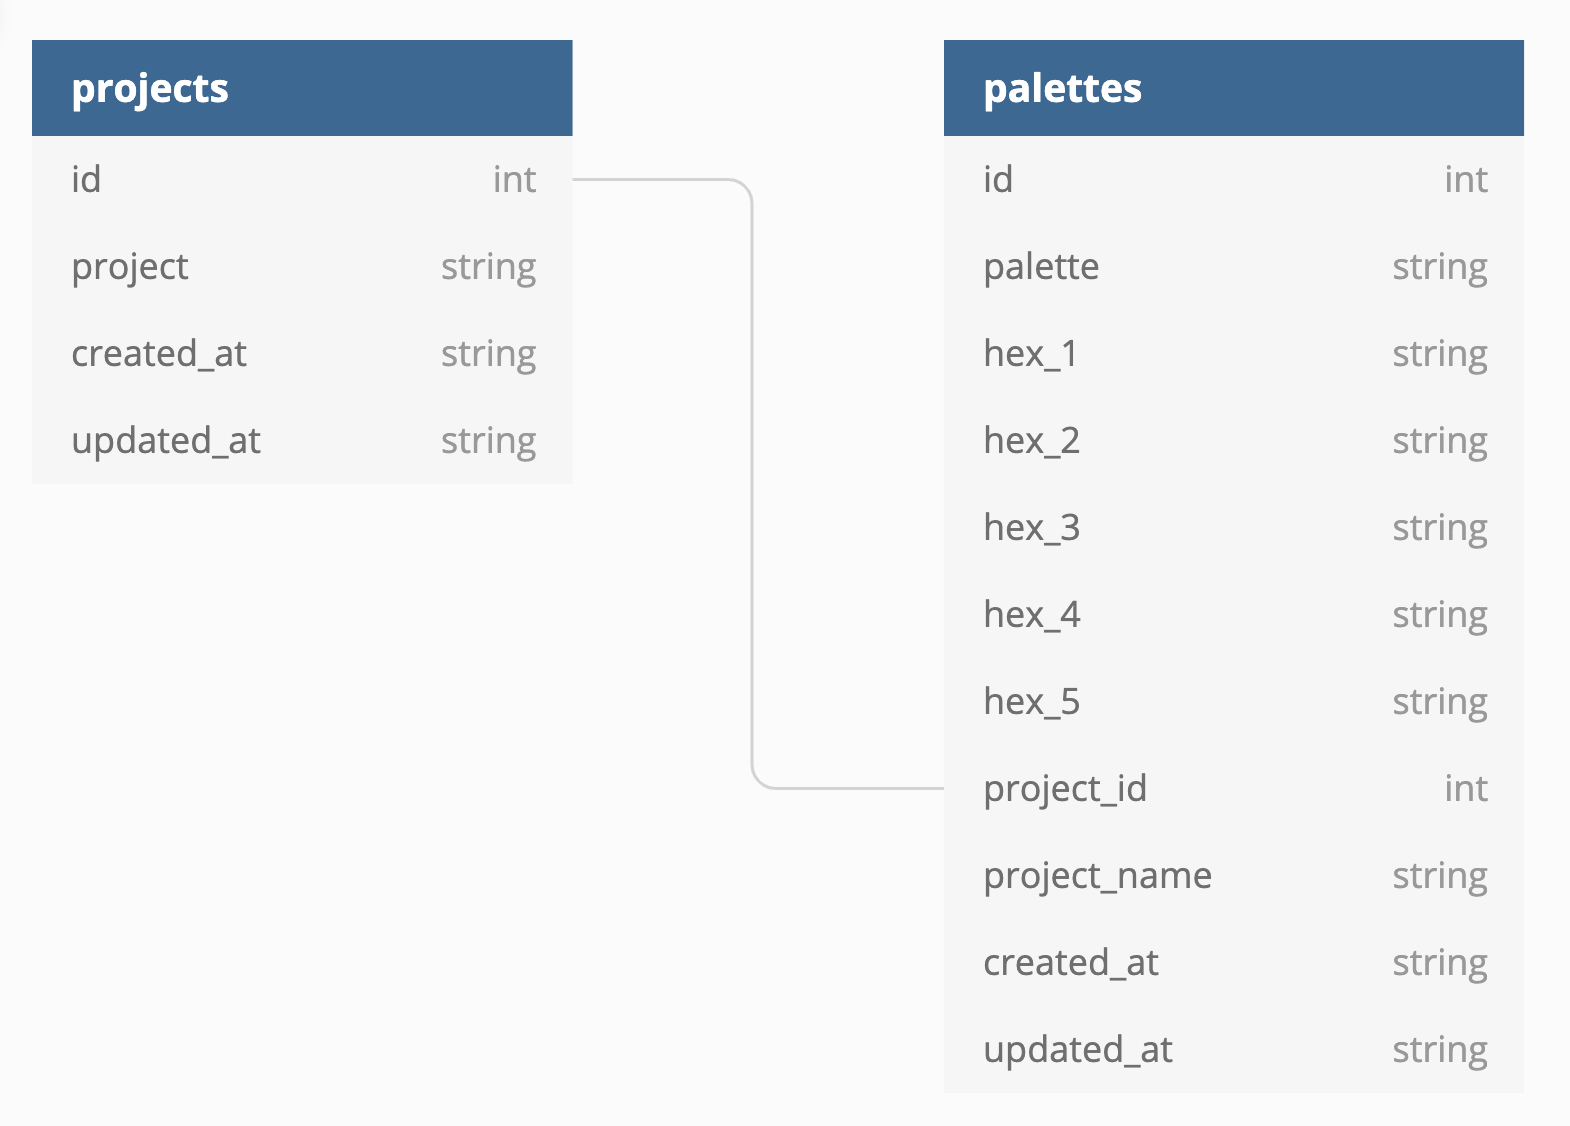 projects
id int
project string
created_at string
updated_at string
palettes
id int
palette string
hex_1 string
hex_2 string
hex_3 string
hex_4 string
hex_5 string
project_id int
project_name string
created_at string
updated_at string